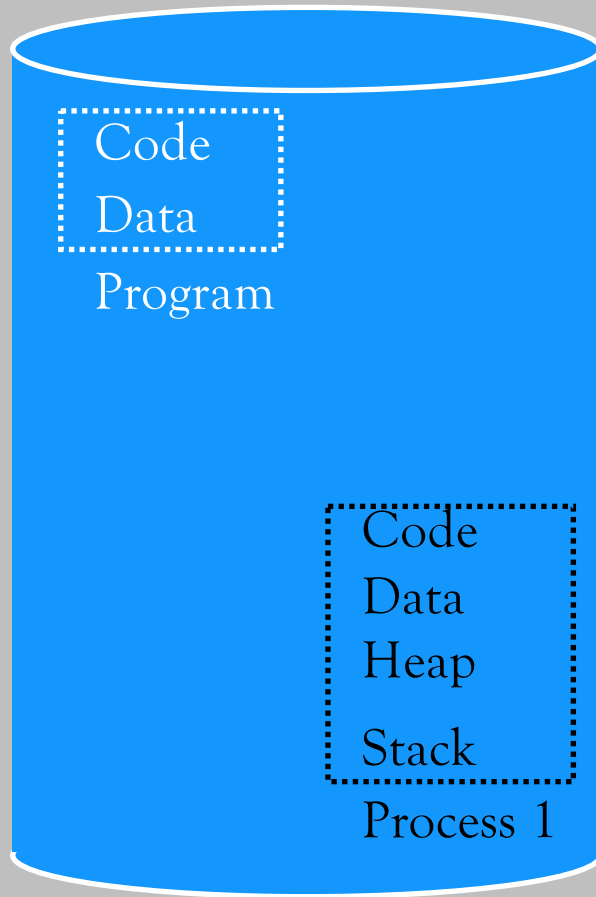 Code
Data
Program
Code
Data
Heap
Stack
Process 1